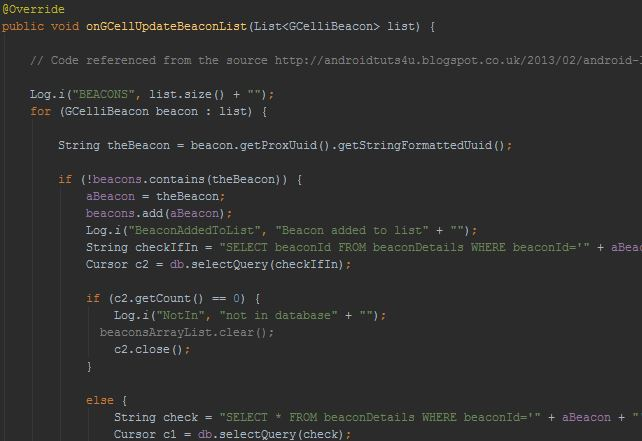 @Override
public void onGCellUpdateBeaconList(List<GCelliBeacon> list) {
// Code referenced from the source http://androidtuts4u.blogspot.co.uk/2013/02/android-
Log.i("BEACONS", list.size() + "");
for (GCelliBeacon beacon : list) {
String theBeacon = beacon.getProxUuid().getStringFormattedUuid();
if (!beacons.contains(theBeacon)) {
aBeacon = theBeacon;
beacons.add(aBeacon);
Log.i("BeaconAddedToList", "Beacon added to list" + "");
String checkIfIn = "SELECT beaconId FROM beaconDetails WHERE beaconId='" + aBeac
Cursor c2 = db.selectQuery(checkIfIn);
if (c2.getCount() == 0) {
Log.i("NotIn", "not in database" + "");
beaconsArrayList.clear();
c2.close();
}
else {
String check = "SELECT * FROM beaconDetails WHERE beaconId='" + aBeacon + "
Cursor c1 = db.selectQuery(check);